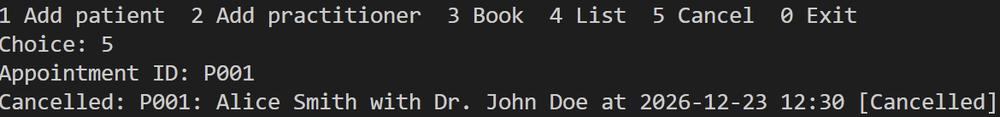 1 Add patient  2 Add practitioner  3 Book  4 List  5 Cancel  0 Exit
Choice: 5
Appointment ID: P001
Cancelled: P001: Alice Smith with Dr. John Doe at 2026-12-23 12:30 [Cancelled]